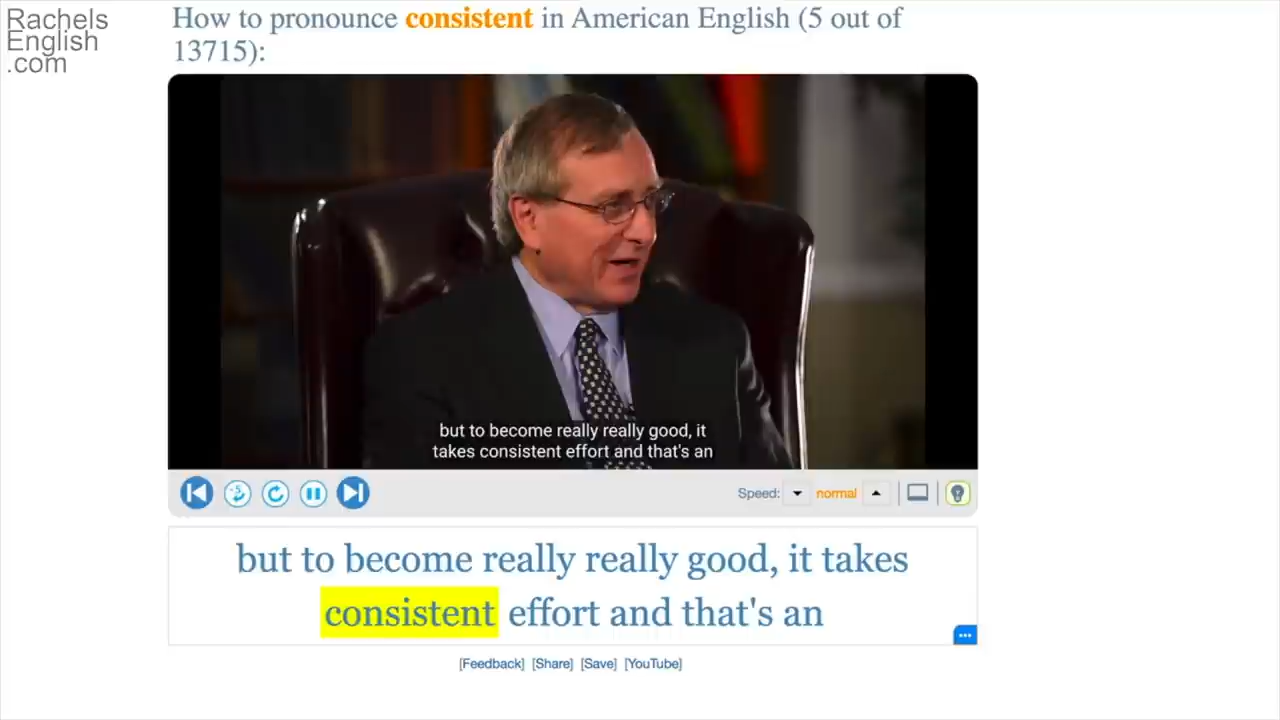 Rachels
English
.com
How to pronounce consistent in American English (5 out of
13715):
but to become really really good, it
takes consistent effort and that's an
5
Speed: normal
but to become really really good, it takes
consistent effort and that's an
[Feedback] [Share] [Save] [YouTube]